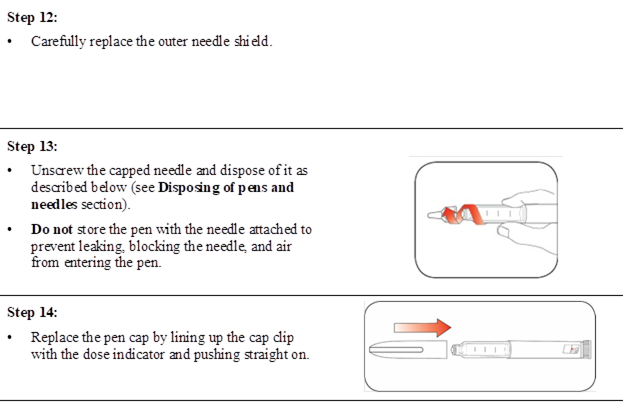 Step 12:
• Carefully replace the outer needle shield.
Step 13:
• Unscrew the capped needle and dispose of it as
described below (see Disposing of pens and
needles section).
• Do not store the pen with the needle attached to
prevent leaking, blocking the needle, and air
from entering the pen.
Step 14:
• Replace the pen cap by lining up the cap clip
with the dose indicator and pushing straight on.